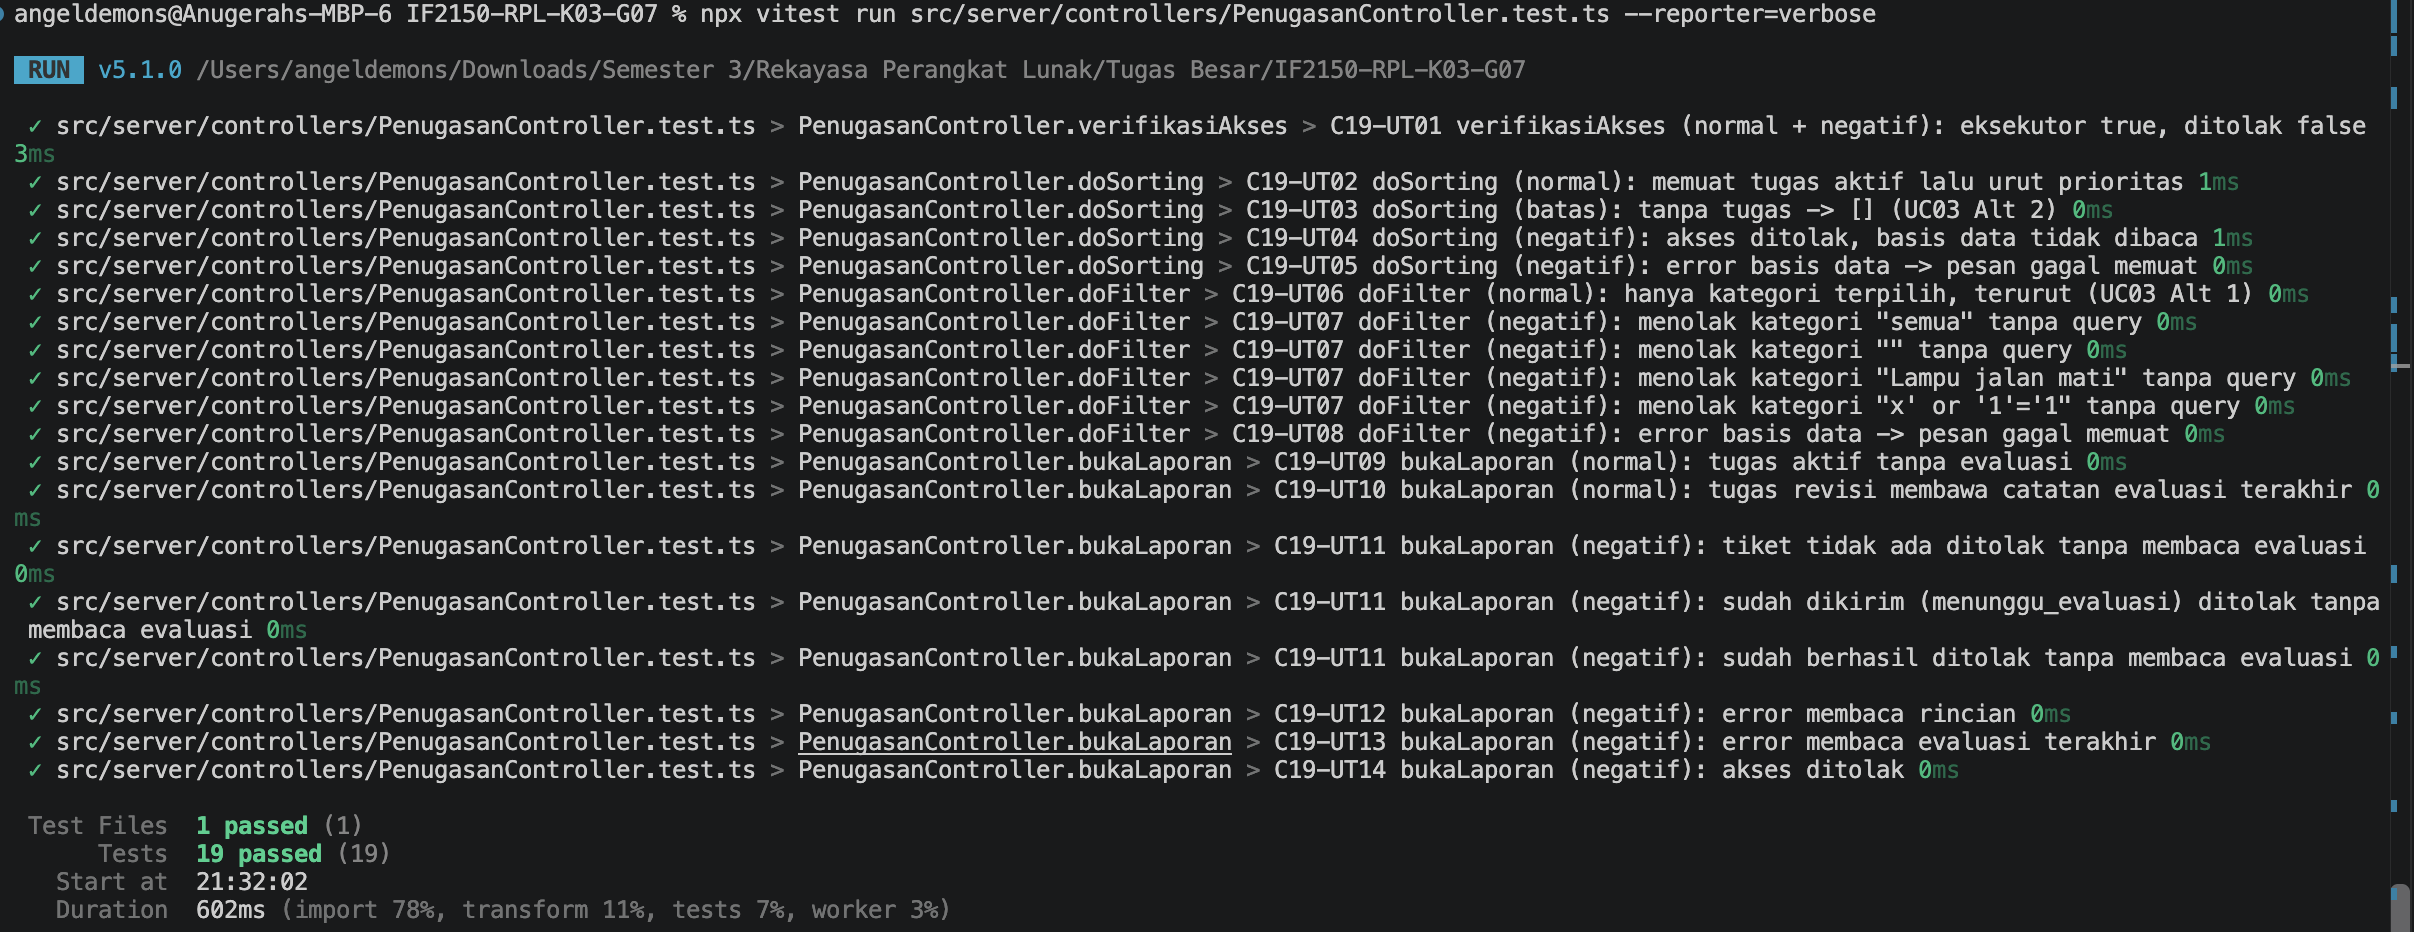 angeldemons@Anugerahs-MBP-6 IF2150-RPL-K03-G07 % npx vitest run src/server/controllers/PenugasanController.test.ts --reporter=verbose
RUN v5.1.0 /Users/angeldemons/Downloads/Semester 3/Rekayasa Perangkat Lunak/Tugas Besar/IF2150-RPL-K03-G07
✓ src/server/controllers/PenugasanController.test.ts > PenugasanController.verifikasiAkses > C19-UT01 verifikasiAkses (normal + negatif): eksekutor true, ditolak false
3ms
✓ src/server/controllers/PenugasanController.test.ts > PenugasanController.doSorting > C19-UT02 doSorting (normal): memuat tugas aktif lalu urut prioritas 1ms
✓ src/server/controllers/PenugasanController.test.ts > PenugasanController.doSorting > C19-UT03 doSorting (batas): tanpa tugas -> [] (UC03 Alt 2) 0ms
✓ src/server/controllers/PenugasanController.test.ts > PenugasanController.doSorting > C19-UT04 doSorting (negatif): akses ditolak, basis data tidak dibaca 1ms
✓ src/server/controllers/PenugasanController.test.ts > PenugasanController.doSorting > C19-UT05 doSorting (negatif): error basis data -> pesan gagal memuat 0ms
✓ src/server/controllers/PenugasanController.test.ts > PenugasanController.doFilter > C19-UT06 doFilter (normal): hanya kategori terpilih, terurut (UC03 Alt 1) 0ms
✓ src/server/controllers/PenugasanController.test.ts > PenugasanController.doFilter > C19-UT07 doFilter (negatif): menolak kategori "semua" tanpa query 0ms
✓ src/server/controllers/PenugasanController.test.ts > PenugasanController.doFilter > C19-UT07 doFilter (negatif): menolak kategori "" tanpa query 0ms
✓ src/server/controllers/PenugasanController.test.ts > PenugasanController.doFilter > C19-UT07 doFilter (negatif): menolak kategori "Lampu jalan mati" tanpa query 0ms
✓ src/server/controllers/PenugasanController.test.ts > PenugasanController.doFilter > C19-UT07 doFilter (negatif): menolak kategori "x' or '1'='1" tanpa query 0ms
✓ src/server/controllers/PenugasanController.test.ts > PenugasanController.doFilter > C19-UT08 doFilter (negatif): error basis data -> pesan gagal memuat 0ms
✓ src/server/controllers/PenugasanController.test.ts > PenugasanController.bukaLaporan > C19-UT09 bukaLaporan (normal): tugas aktif tanpa evaluasi 0ms
✓ src/server/controllers/PenugasanController.test.ts > PenugasanController.bukaLaporan > C19-UT10 bukaLaporan (normal): tugas revisi membawa catatan evaluasi terakhir 0
ms
✓ src/server/controllers/PenugasanController.test.ts > PenugasanController.bukaLaporan > C19-UT11 bukaLaporan (negatif): tiket tidak ada ditolak tanpa membaca evaluasi
0ms
✓ src/server/controllers/PenugasanController.test.ts > PenugasanController.bukaLaporan > C19-UT11 bukaLaporan (negatif): sudah dikirim (menunggu_evaluasi) ditolak tanpa
membaca evaluasi 0ms
✓ src/server/controllers/PenugasanController.test.ts > PenugasanController.bukaLaporan > C19-UT11 bukaLaporan (negatif): sudah berhasil ditolak tanpa membaca evaluasi 0
ms
✓ src/server/controllers/PenugasanController.test.ts > PenugasanController.bukaLaporan > C19-UT12 bukaLaporan (negatif): error membaca rincian 0ms
✓ src/server/controllers/PenugasanController.test.ts > PenugasanController.bukaLaporan > C19-UT13 bukaLaporan (negatif): error membaca evaluasi terakhir 0ms
✓ src/server/controllers/PenugasanController.test.ts > PenugasanController.bukaLaporan > C19-UT14 bukaLaporan (negatif): akses ditolak 0ms
Test Files 1 passed (1)
Tests 19 passed (19)
Start at 21:32:02
Duration 602ms (import 78%, transform 11%, tests 7%, worker 3%)